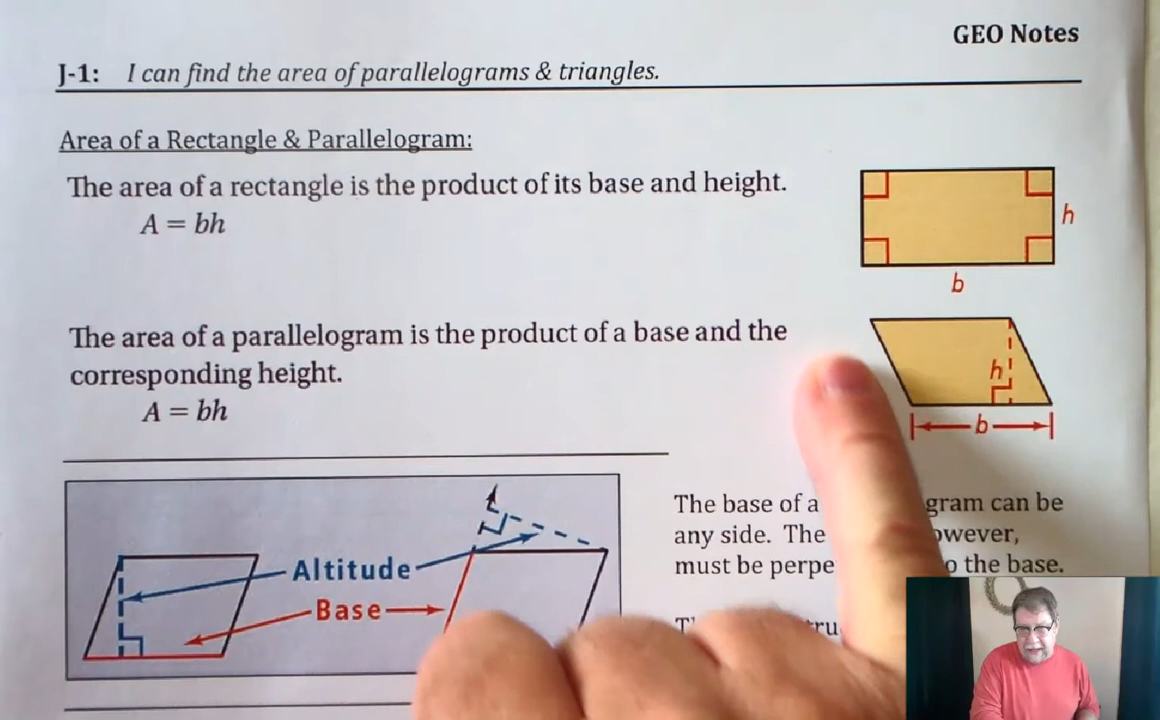 GEO Notes
J-1: I can find the area of parallelograms & triangles.
Area of a Rectangle & Parallelogram:
The area of a rectangle is the product of its base and height.
A = bh
h
b
The area of a parallelogram is the product of a base and the
corresponding height.
A = bh
h
b
The base of a gram can be
any side. The owever,
must be perpe o the base.
Altitude
Base